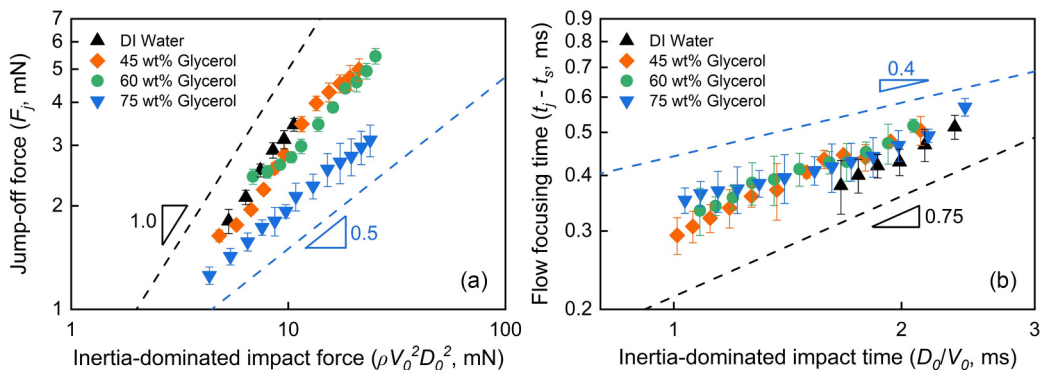 Jump-off force (Fⱼ, mN)
7
6
5
4
3
2
1
DI Water
45 wt% Glycerol
60 wt% Glycerol
75 wt% Glycerol
1.0
0.5
(a)
1
10
100
Inertia-dominated impact force (ρV₀²D₀², mN)
Flow focusing time (tⱼ - tₛ, ms)
0.9
0.8
0.7
0.6
0.5
0.4
0.3
0.2
DI Water
45 wt% Glycerol
60 wt% Glycerol
75 wt% Glycerol
0.4
0.75
(b)
1
2
3
Inertia-dominated impact time (D₀/V₀, ms)